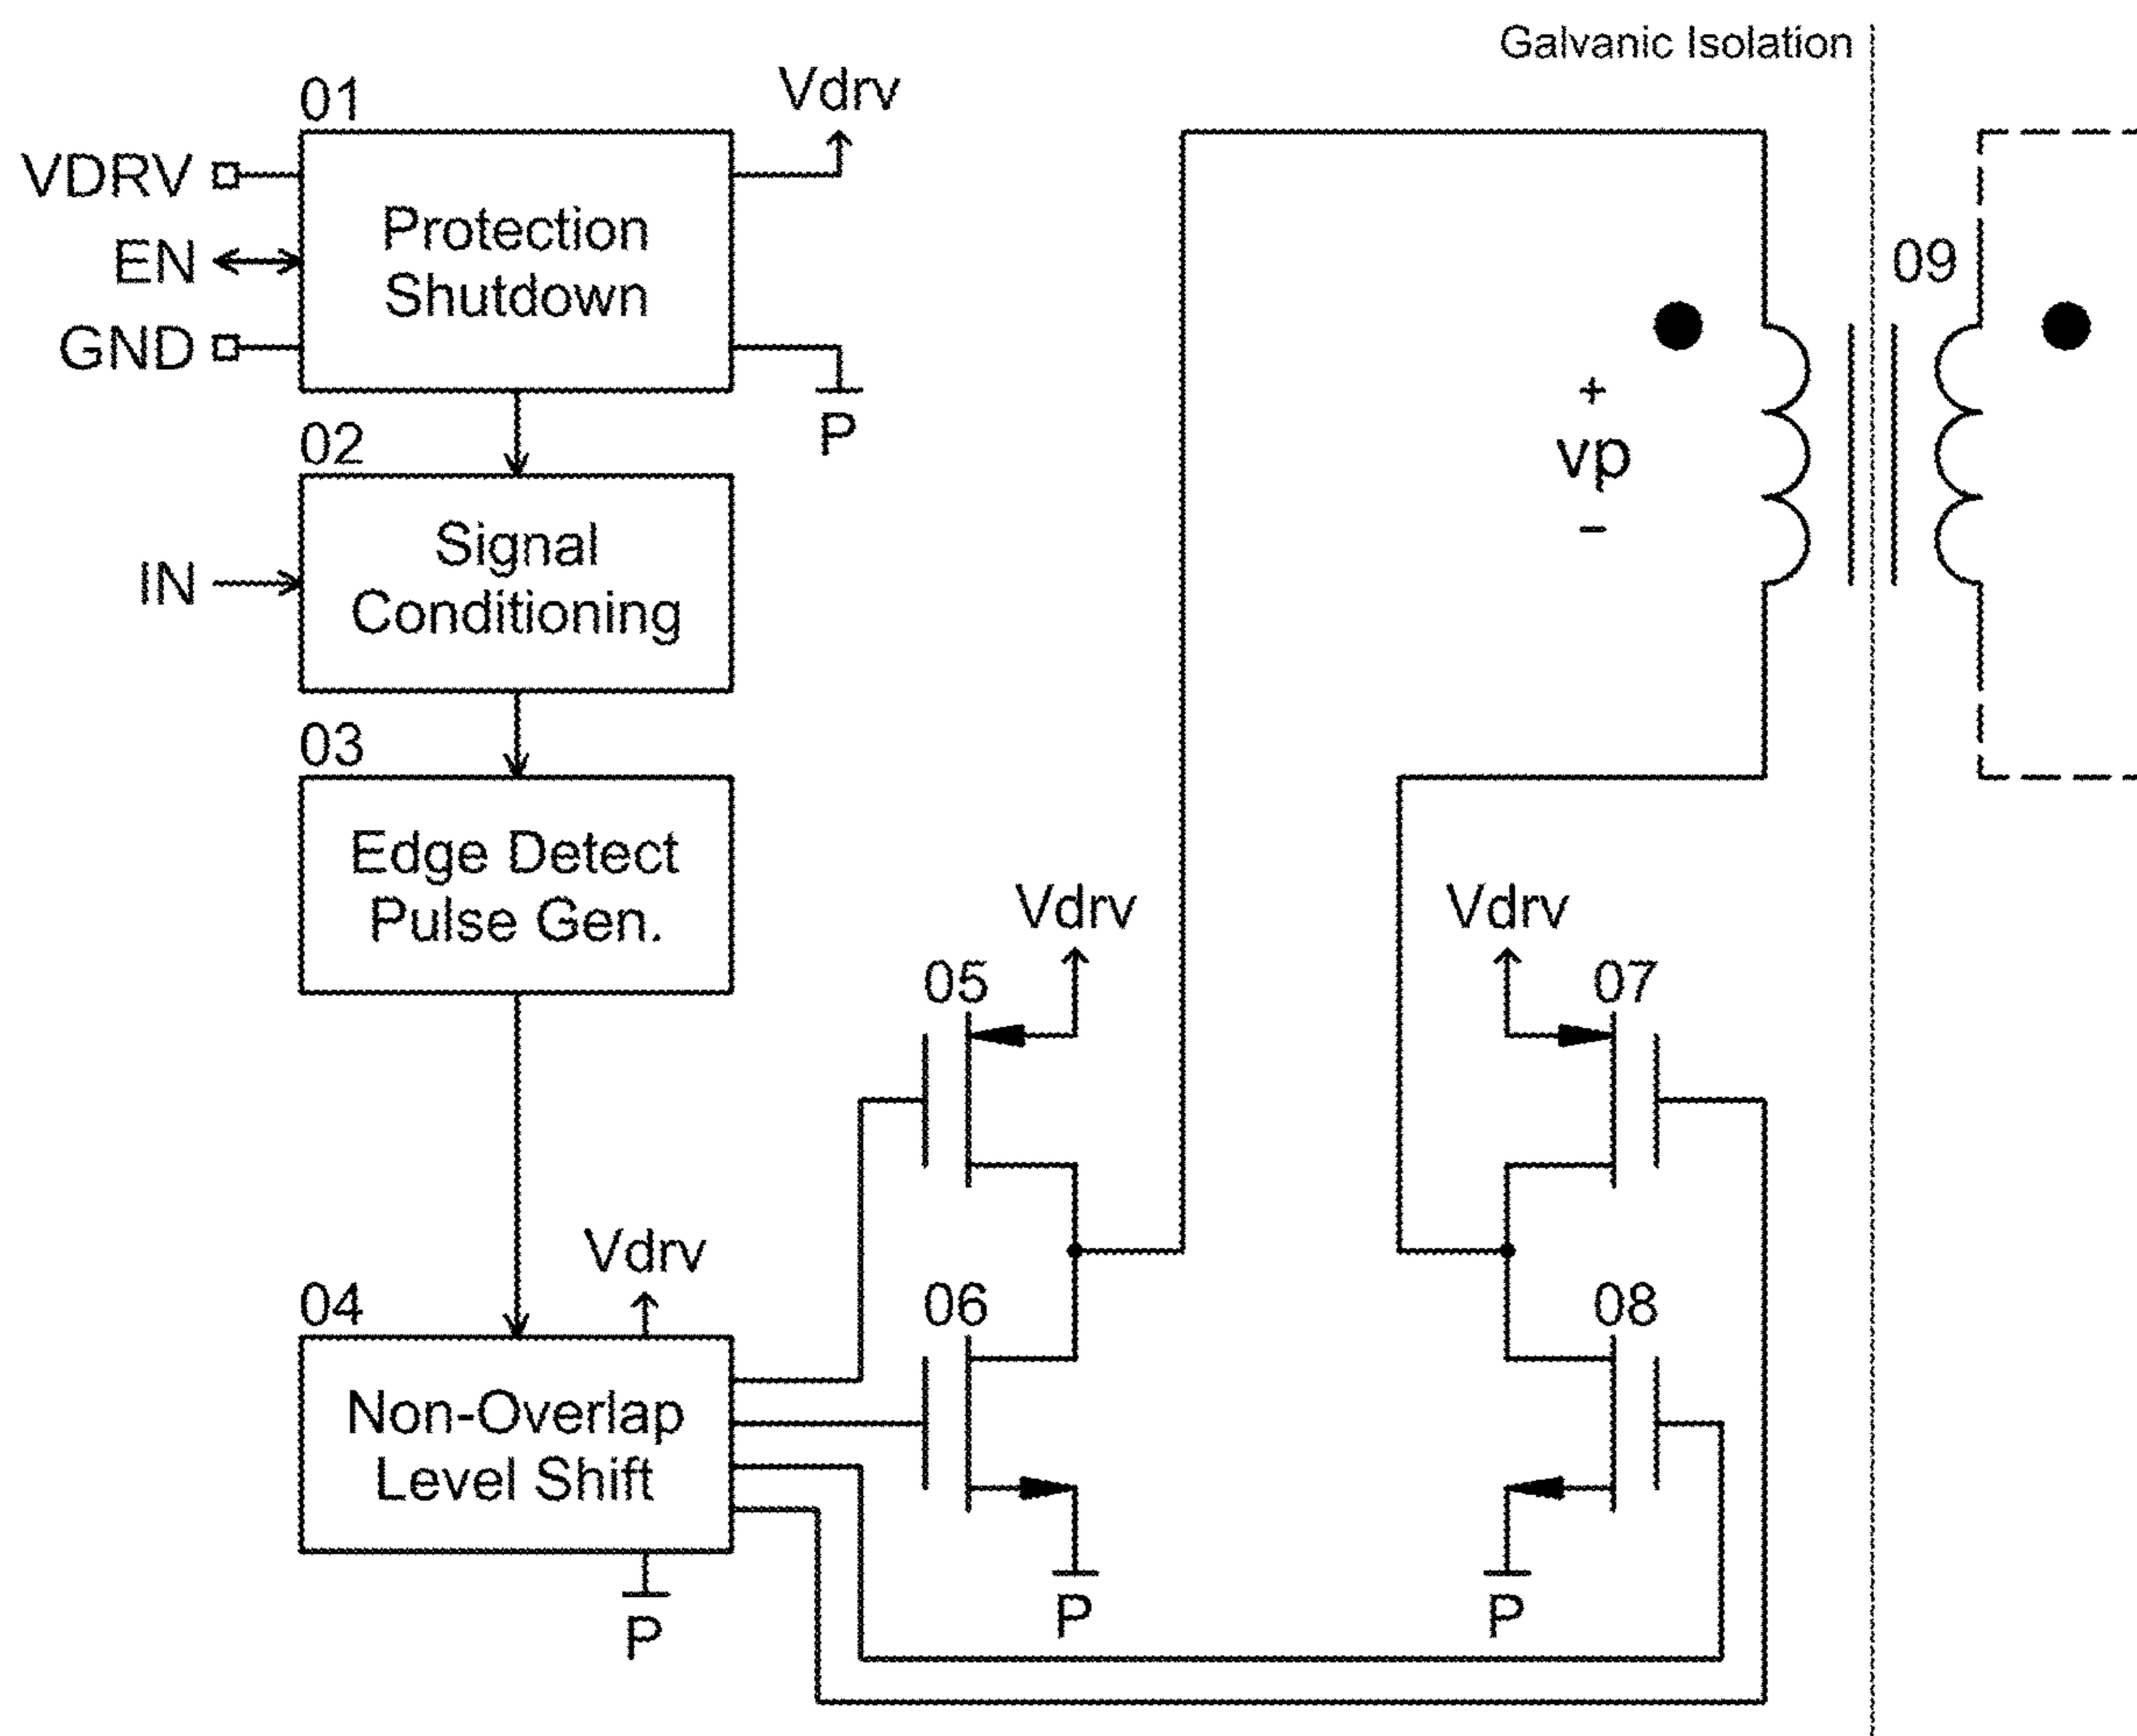 Galvanic Isolation
01
Vdrv
VDRV
EN
GND
Protection
Shutdown
P
09
02
IN
Signal
Conditioning
+
vp
−
03
Edge Detect
Pulse Gen.
Vdrv
Vdrv
05
07
Vdrv
04
06
08
Non-Overlap
Level Shift
P
P
P